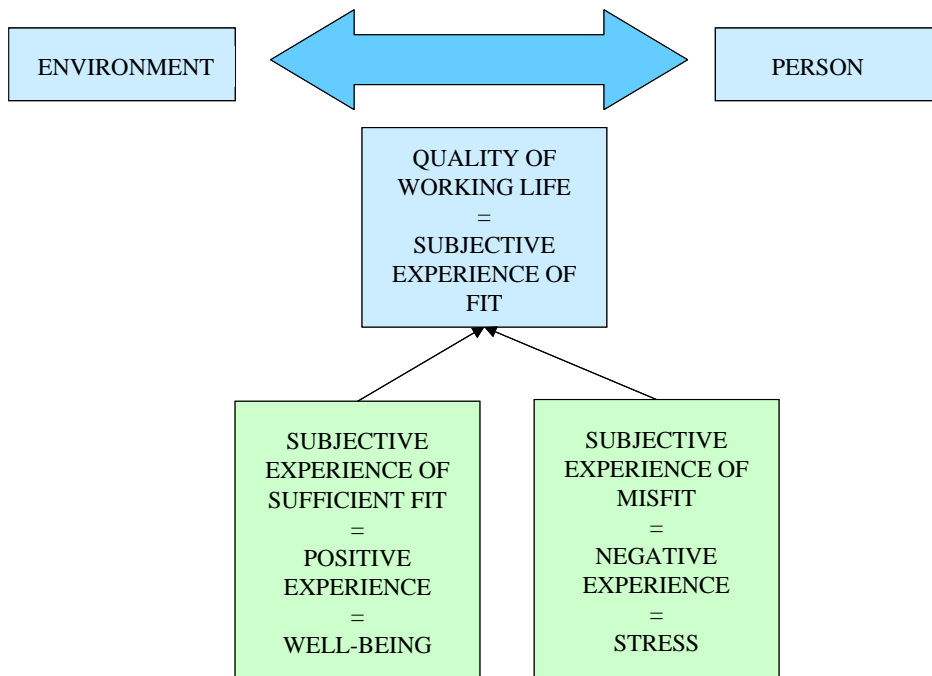 ENVIRONMENT
PERSON
QUALITY OF
WORKING LIFE
=
SUBJECTIVE
EXPERIENCE OF
FIT
SUBJECTIVE
EXPERIENCE OF
SUFFICIENT FIT
=
POSITIVE
EXPERIENCE
=
WELL-BEING
SUBJECTIVE
EXPERIENCE OF
MISFIT
=
NEGATIVE
EXPERIENCE
=
STRESS